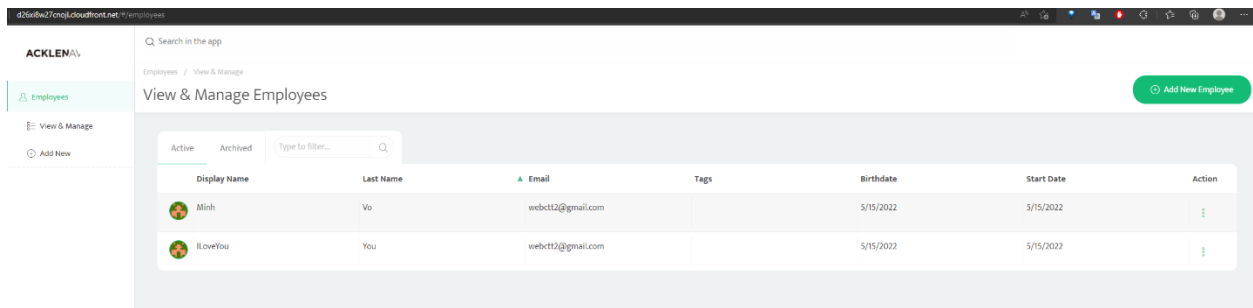 d26xi8w27cnojl.cloudfront.net/#/employees
ACKLENAV
Search in the app
Employees / View & Manage
View & Manage Employees
Add New Employee
Employees
View & Manage
Add New
Active Archived Type to filter...
Display Name Last Name Email Tags Birthdate Start Date Action
Minh Vo webctt2@gmail.com 5/15/2022 5/15/2022
ILoveYou You webctt2@gmail.com 5/15/2022 5/15/2022